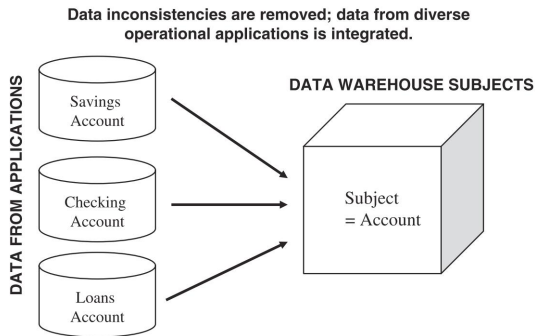 Data inconsistencies are removed; data from diverse
operational applications is integrated.
DATA FROM APPLICATIONS
Savings
Account
Checking
Account
Loans
Account
DATA WAREHOUSE SUBJECTS
Subject
= Account